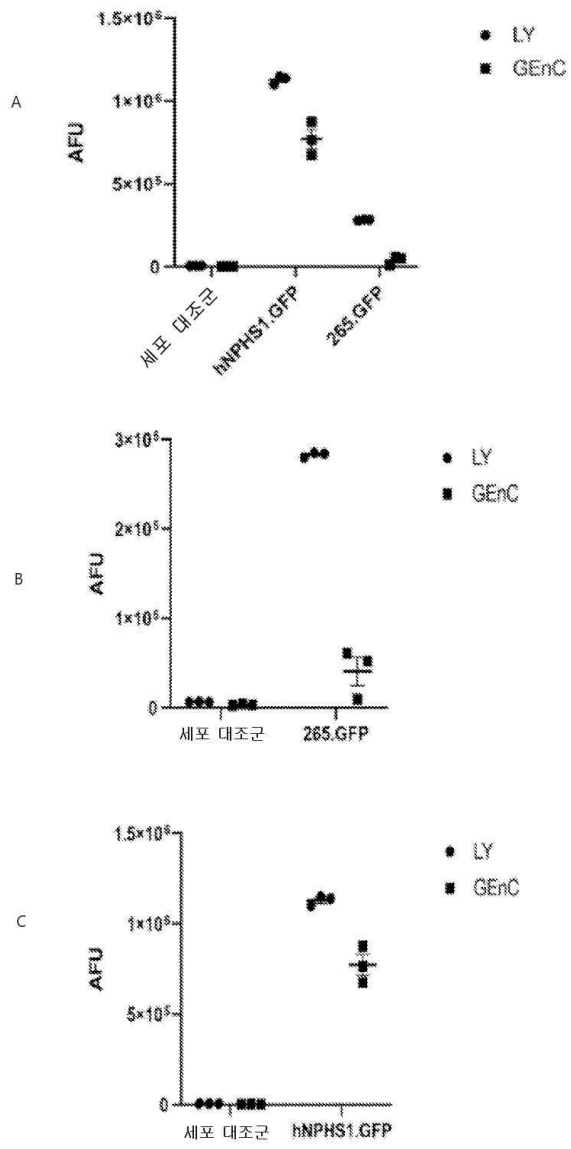 A
AFU
1.5×10⁶
1×10⁶
5×10⁵
0
세포 대조군
hNPHS1.GFP
265.GFP
LY
GEnC
B
AFU
3×10⁵
2×10⁵
1×10⁵
0
세포 대조군
265.GFP
LY
GEnC
C
AFU
1.5×10⁶
1×10⁶
5×10⁵
0
세포 대조군
hNPHS1.GFP
LY
GEnC